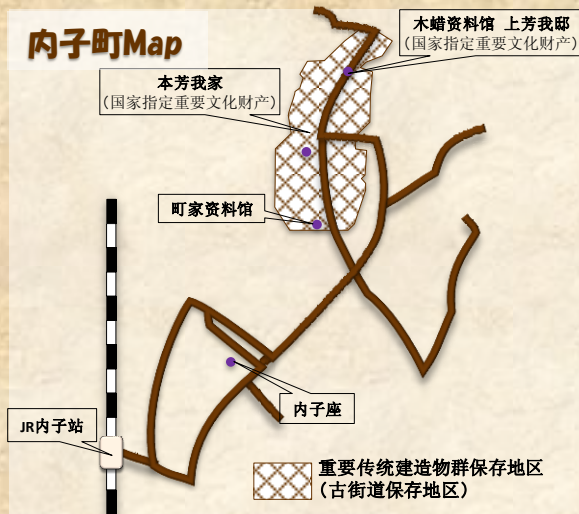 内子町Map
木蜡资料馆 上芳我邸
（国家指定重要文化财产）
本芳我家
（国家指定重要文化财产）
町家资料馆
内子座
JR内子站
重要传统建造物群保存地区
（古街道保存地区）